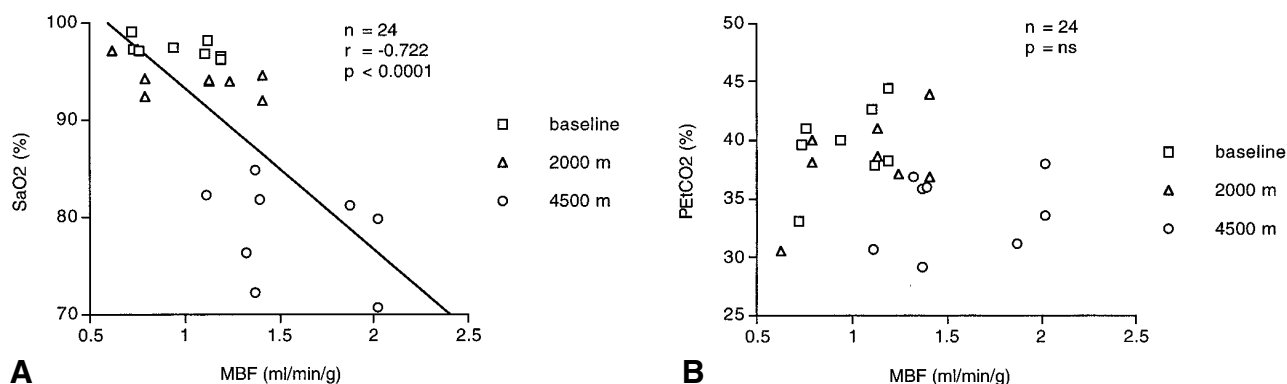 100
90
80
70
SaO2 (%)
0.5 1 1.5 2 2.5
MBF (ml/min/g)
n = 24
r = -0.722
p < 0.0001
baseline
2000 m
4500 m
A
50
45
40
35
30
25
PEtCO2 (%)
0.5 1 1.5 2 2.5
MBF (ml/min/g)
n = 24
p = ns
baseline
2000 m
4500 m
B